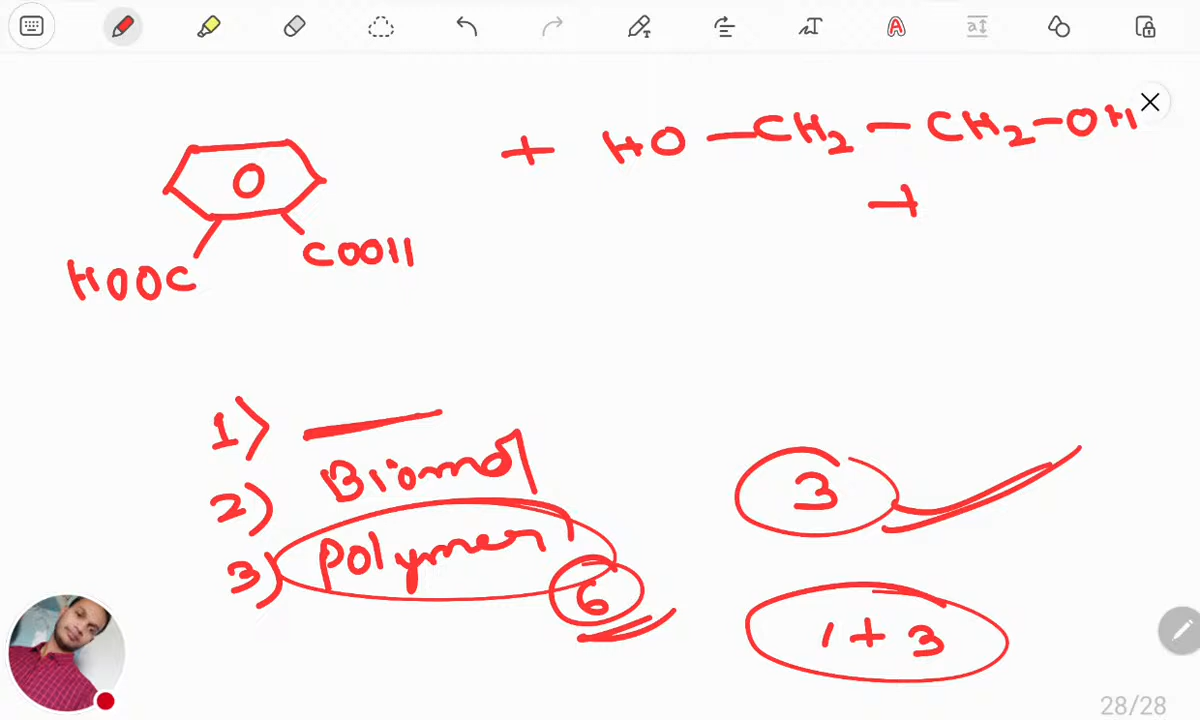 + HO — CH2 — CH2 — OH
+
O
HOOC COOH
1)
2) Biomol
3) Polymer
6
3
1 + 3
28/28